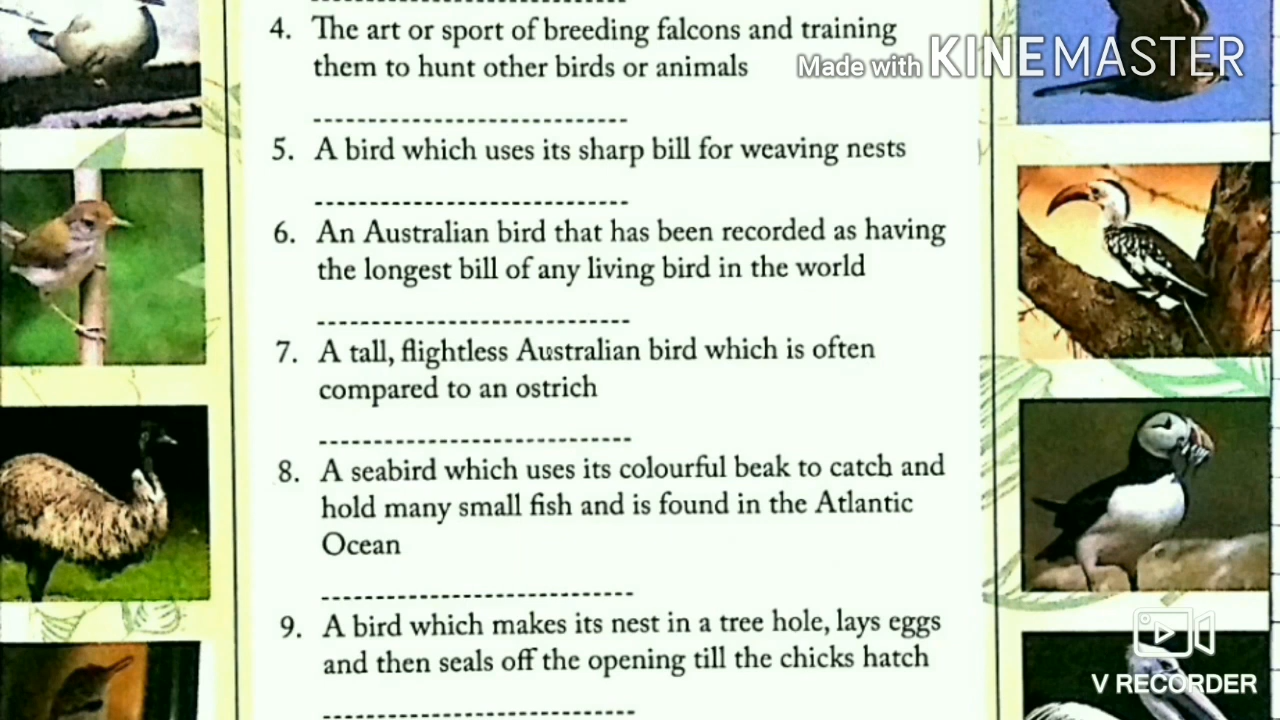 4. The art or sport of breeding falcons and training
them to hunt other birds or animals
Made with KINEMASTER
5. A bird which uses its sharp bill for weaving nests
6. An Australian bird that has been recorded as having
the longest bill of any living bird in the world
7. A tall, flightless Australian bird which is often
compared to an ostrich
8. A seabird which uses its colourful beak to catch and
hold many small fish and is found in the Atlantic
Ocean
9. A bird which makes its nest in a tree hole, lays eggs
and then seals off the opening till the chicks hatch
V RECORDER